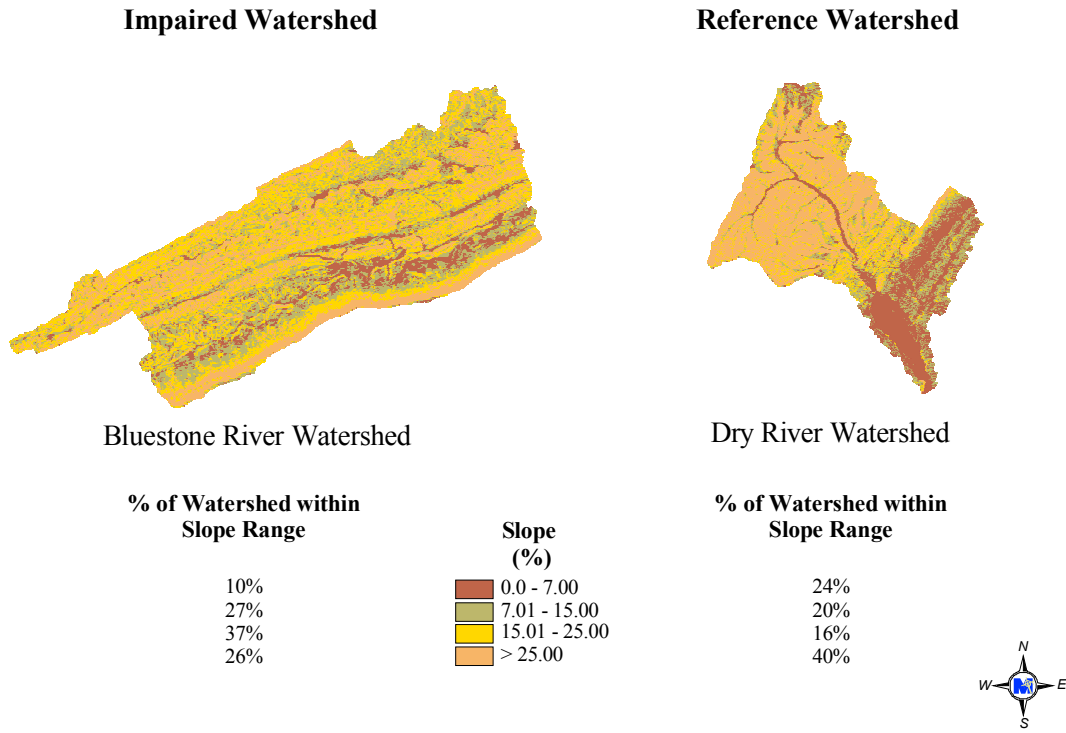 Impaired Watershed
Reference Watershed
Bluestone River Watershed
Dry River Watershed
% of Watershed within
Slope Range
10%
27%
37%
26%
Slope
(%)
0.0 - 7.00
7.01 - 15.00
15.01 - 25.00
> 25.00
% of Watershed within
Slope Range
24%
20%
16%
40%
N
W
E
S